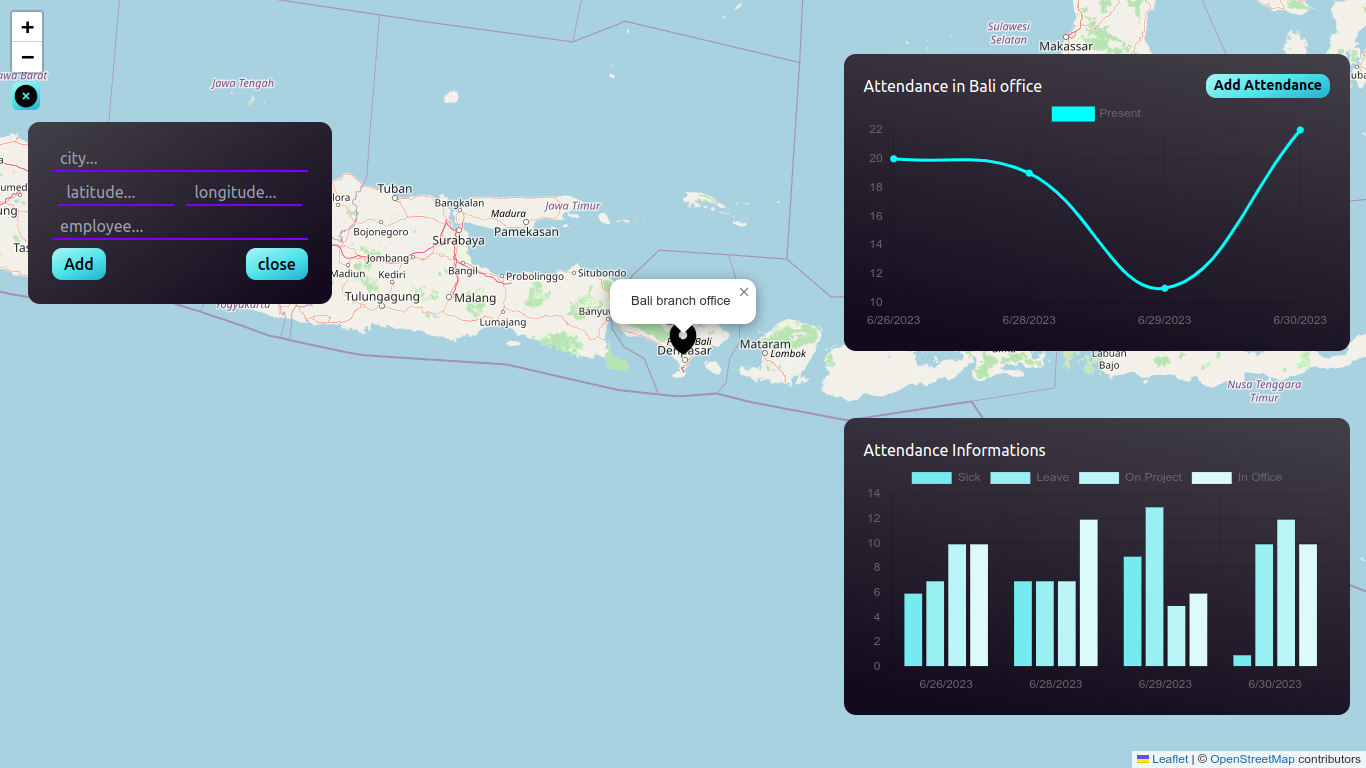 +
−
Sulawesi
Selatan
Makassar
Jawa Tengah
×
city...
latitude...
longitude...
employee...
Add
close
Tuban
Bangkalan
Madura
Jawa Timur
Pamekasan
Bojonegoro
Surabaya
Jombang
Bangil
Madiun
Kediri
Probolinggo
Situbondo
Tulungagung
Malang
Lumajang
Yogyakarta
Bali branch office
×
Denpasar
Mataram
Lombok
Attendance in Bali office
Add Attendance
Present
22
20
18
16
14
12
10
6/26/2023
6/28/2023
6/29/2023
6/30/2023
Labuan
Bajo
Nusa Tenggara
Timur
Attendance Informations
Sick
Leave
On Project
In Office
14
12
10
8
6
4
2
0
6/26/2023
6/28/2023
6/29/2023
6/30/2023
Leaflet | © OpenStreetMap contributors